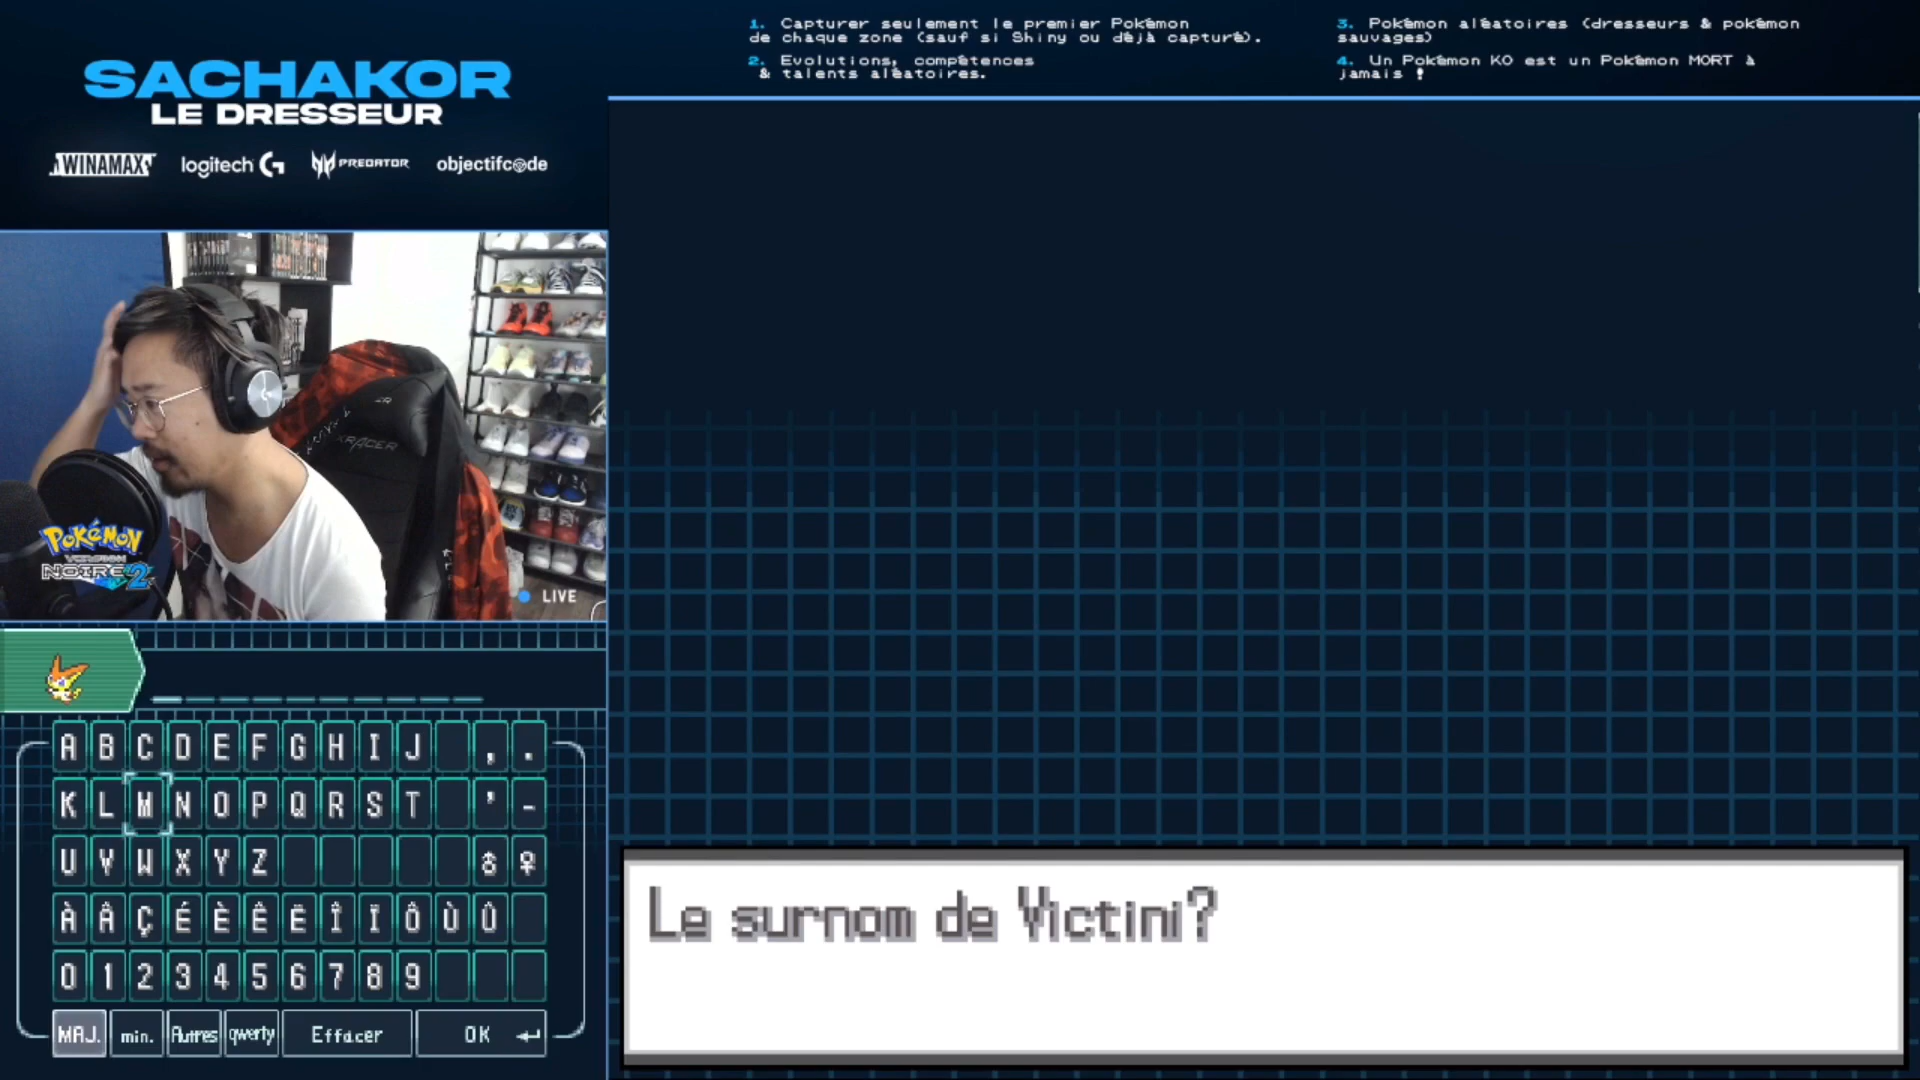 SACHAKOR
LE DRESSEUR
WINAMAX
logitech G
PREDATOR
objectifcode
1. Capturer seulement le premier Pokémon
de chaque zone (sauf si Shiny ou déjà capturé).
2. Evolutions, compétences
& talents aléatoires.
3. Pokémon aléatoires (dresseurs & pokémon
sauvages)
4. Un Pokémon KO est un Pokémon MORT à
jamais !
XRACER
POKÉMON
VERSION
NOIRE 2
LIVE
A B C D E F G H I J , .
K L M N O P Q R S T ' -
U V W X Y Z ♂ ♀
À Â Ç É È Ê Ë Î Ï Ô Ù Û
0 1 2 3 4 5 6 7 8 9
MAJ. min. Autres qwerty Effacer OK
Le surnom de Victini?